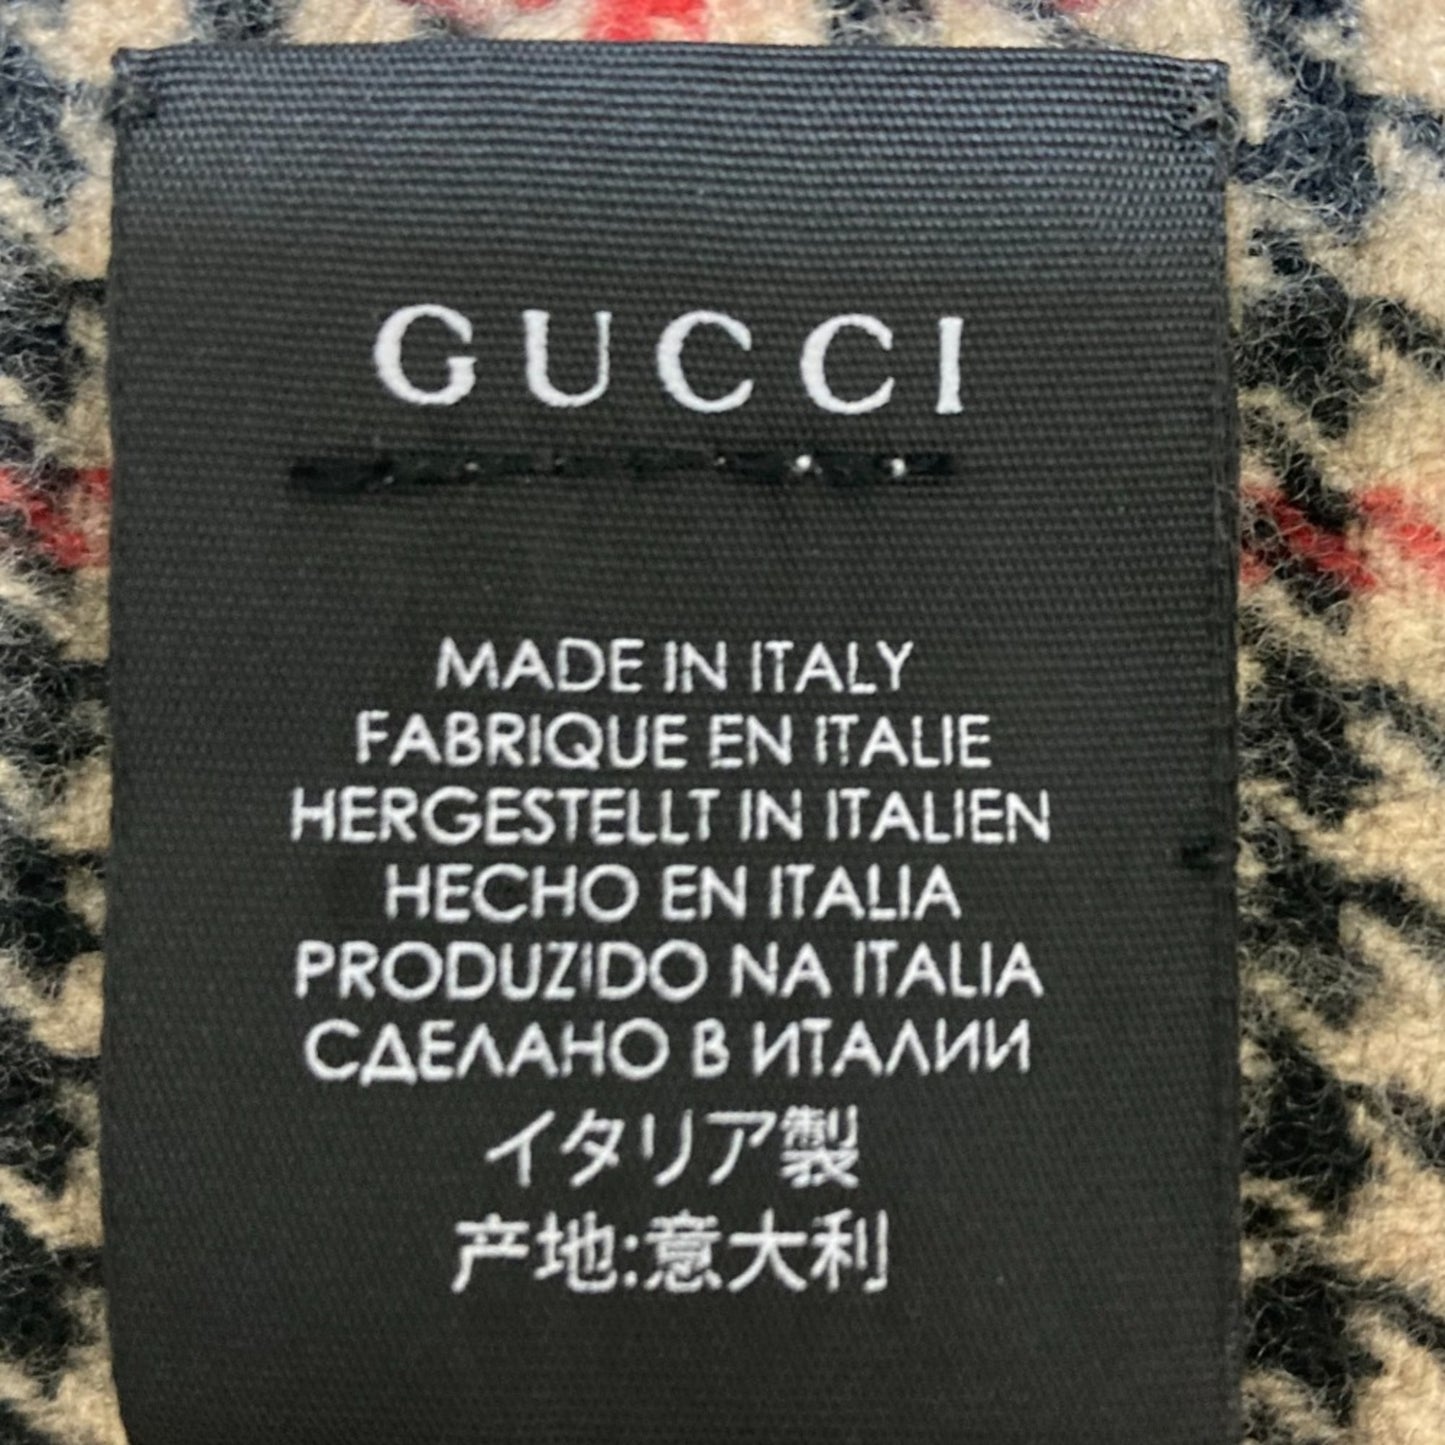 GUCCI
MADE IN ITALY
FABRIQUE EN ITALIE
HERGESTELLT IN ITALIEN
HECHO EN ITALIA
PRODUZIDO NA ITALIA
СДЕЛАНО В ИТАЛИИ
イタリア製
产地:意大利